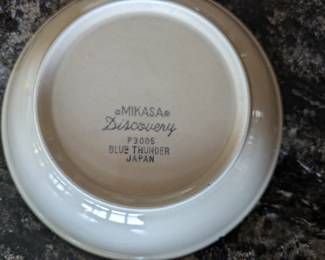 MIKASA
Discovery
P3005
BLUE THUNDER
JAPAN